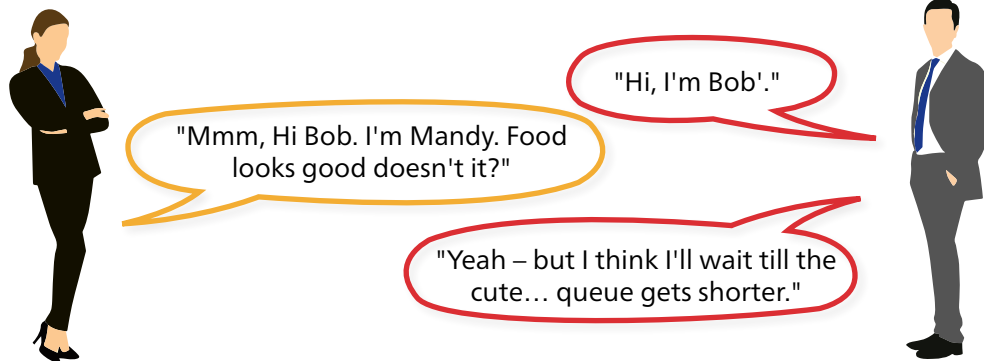 "Hi, I'm Bob'."
"Mmm, Hi Bob. I'm Mandy. Food
looks good doesn't it?"
"Yeah – but I think I'll wait till the
cute… queue gets shorter."